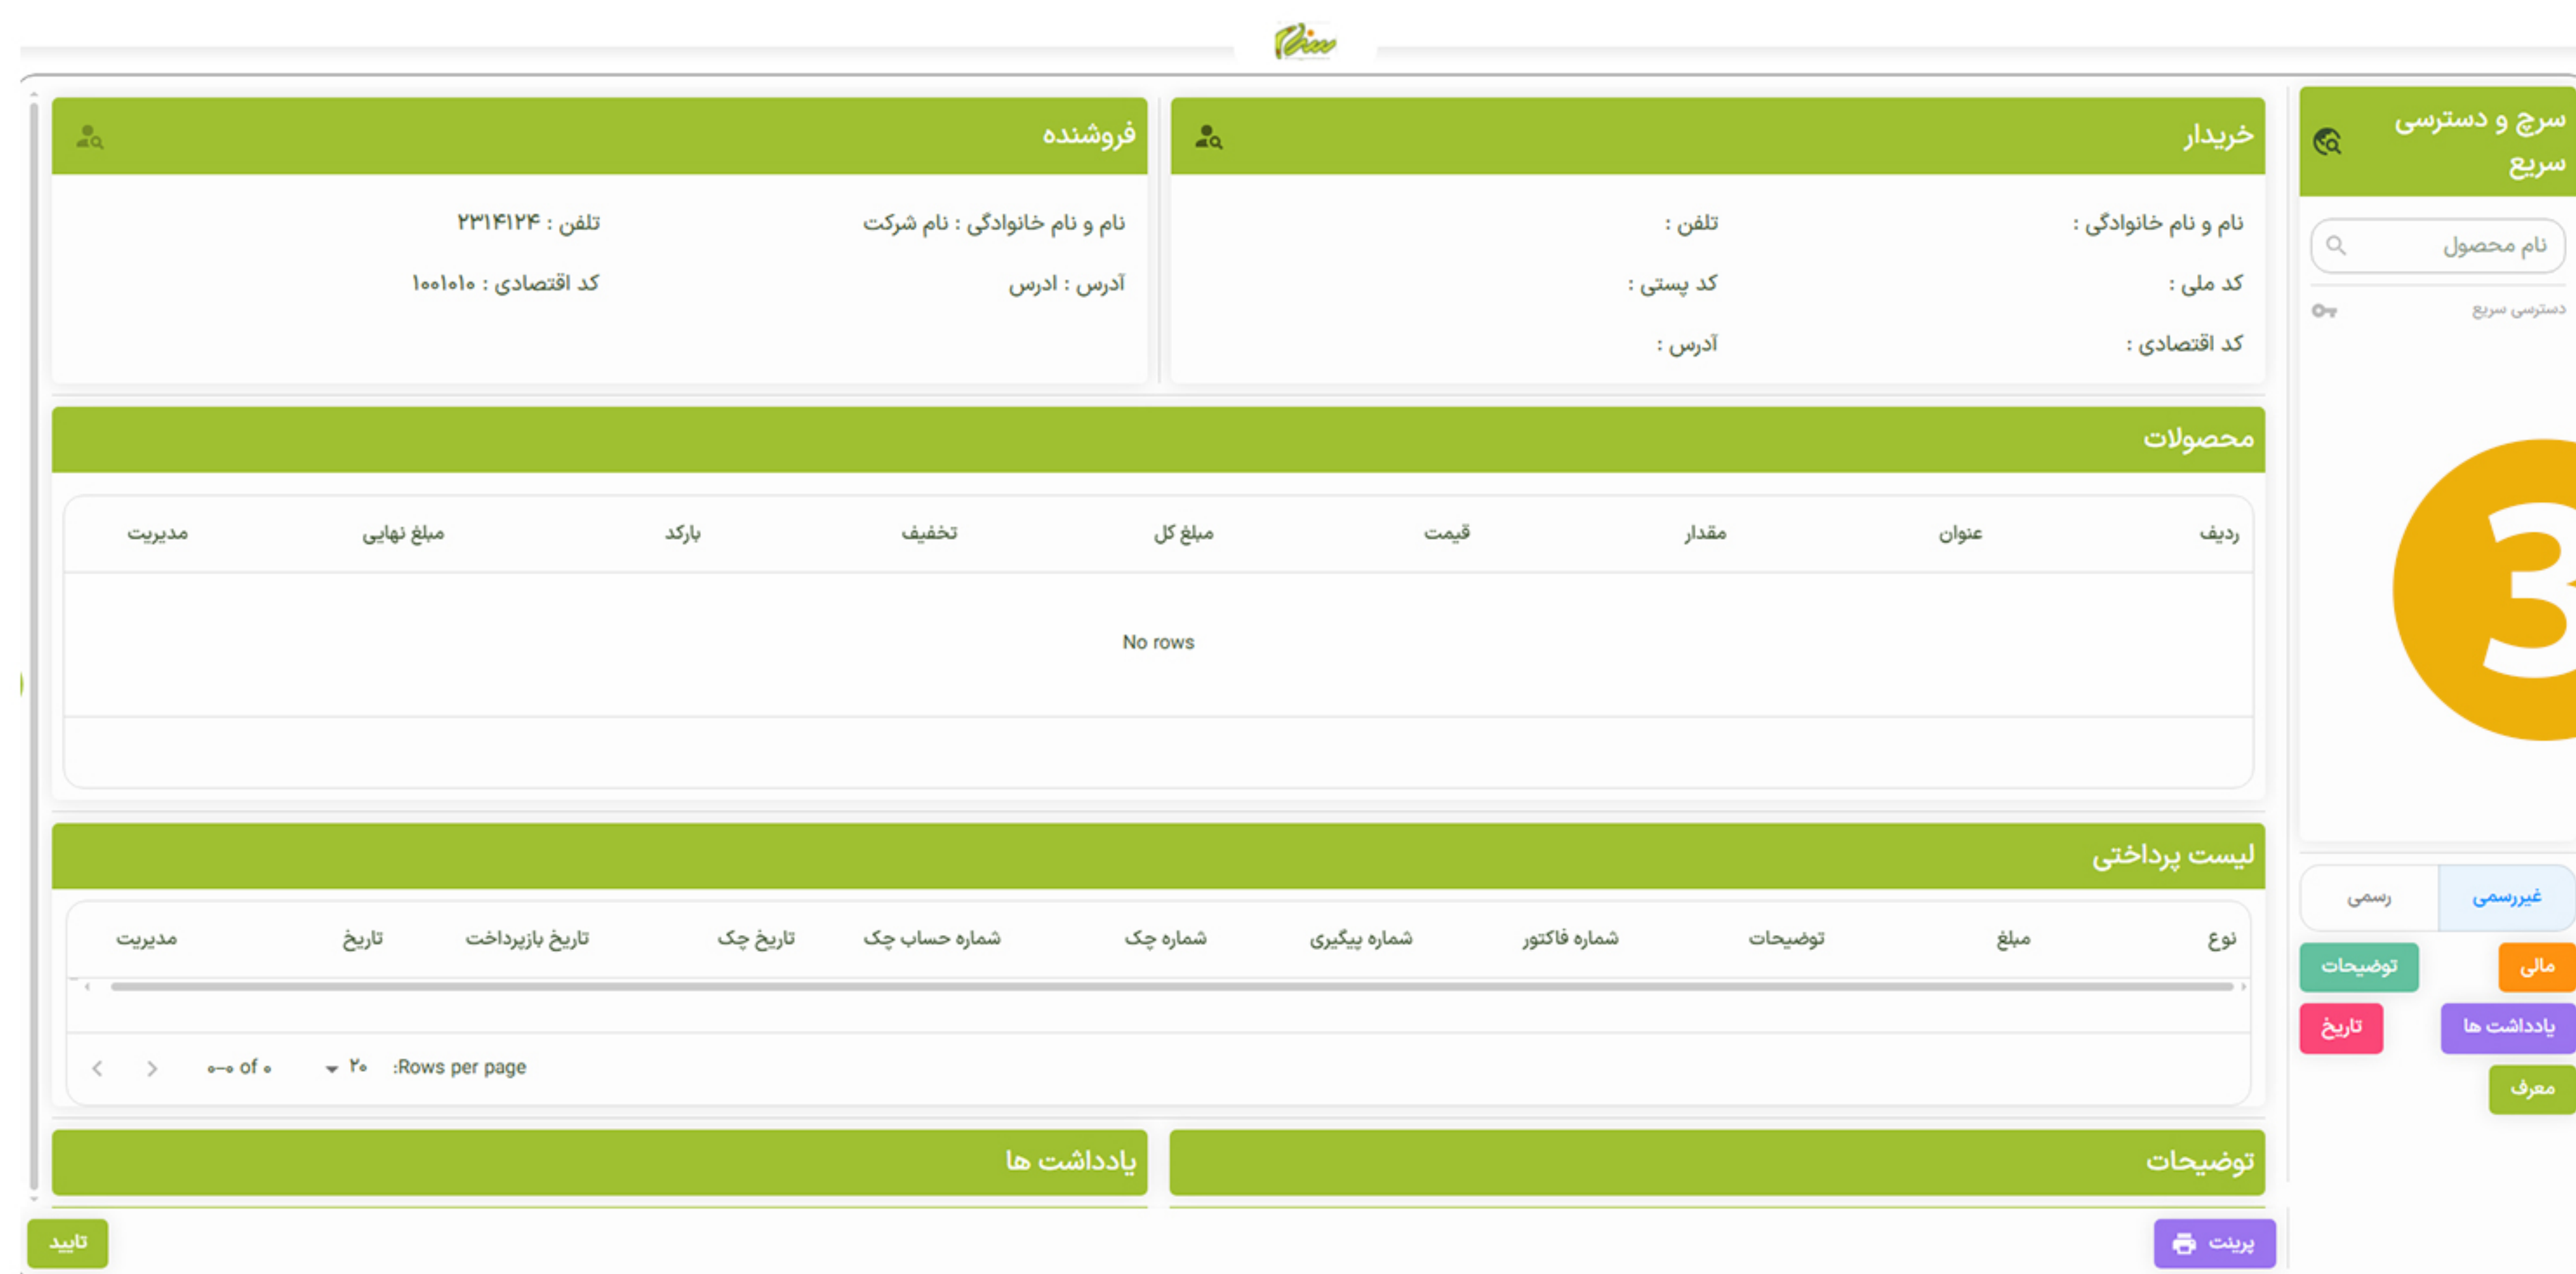 سنجام
سرچ و دسترسی
سریع
نام محصول
دسترسی سریع
3
غیررسمی رسمی
مالی توضیحات
یادداشت ها تاریخ
معرف
خریدار
نام و نام خانوادگی : تلفن :
کد ملی : کد پستی :
کد اقتصادی : آدرس :
فروشنده
نام و نام خانوادگی : نام شرکت تلفن : ۲۳۱۴۱۲۴
آدرس : ادرس کد اقتصادی : ۱۰۰۱۰۱۰
محصولات
ردیف عنوان مقدار قیمت مبلغ کل تخفیف بارکد مبلغ نهایی مدیریت
No rows
لیست پرداختی
نوع مبلغ توضیحات شماره فاکتور شماره پیگیری شماره چک شماره حساب چک تاریخ چک تاریخ بازپرداخت تاریخ مدیریت
Rows per page: ۲۰ ۰–۰ of ۰
توضیحات یادداشت ها
پرینت تایید